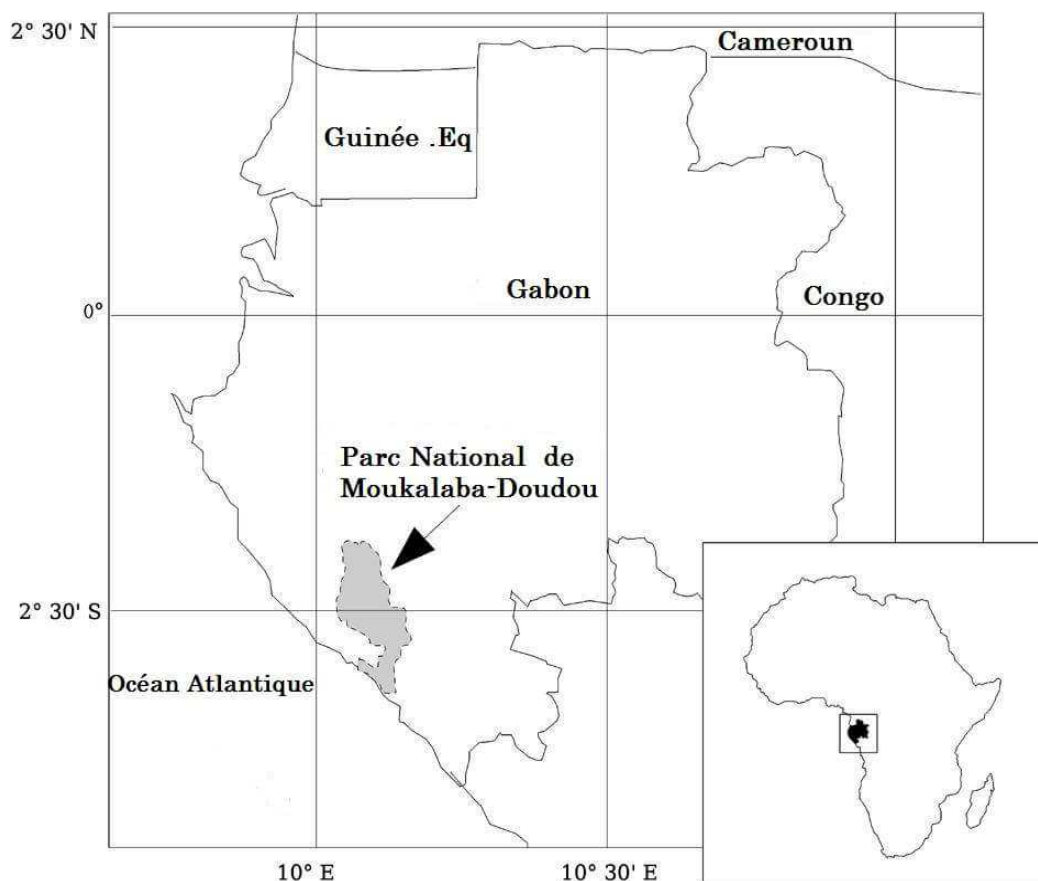 2° 30' N
Cameroun
Guinée .Eq
Gabon
Congo
0°
Parc National de
Moukalaba-Doudou
2° 30' S
Océan Atlantique
10° E
10° 30' E